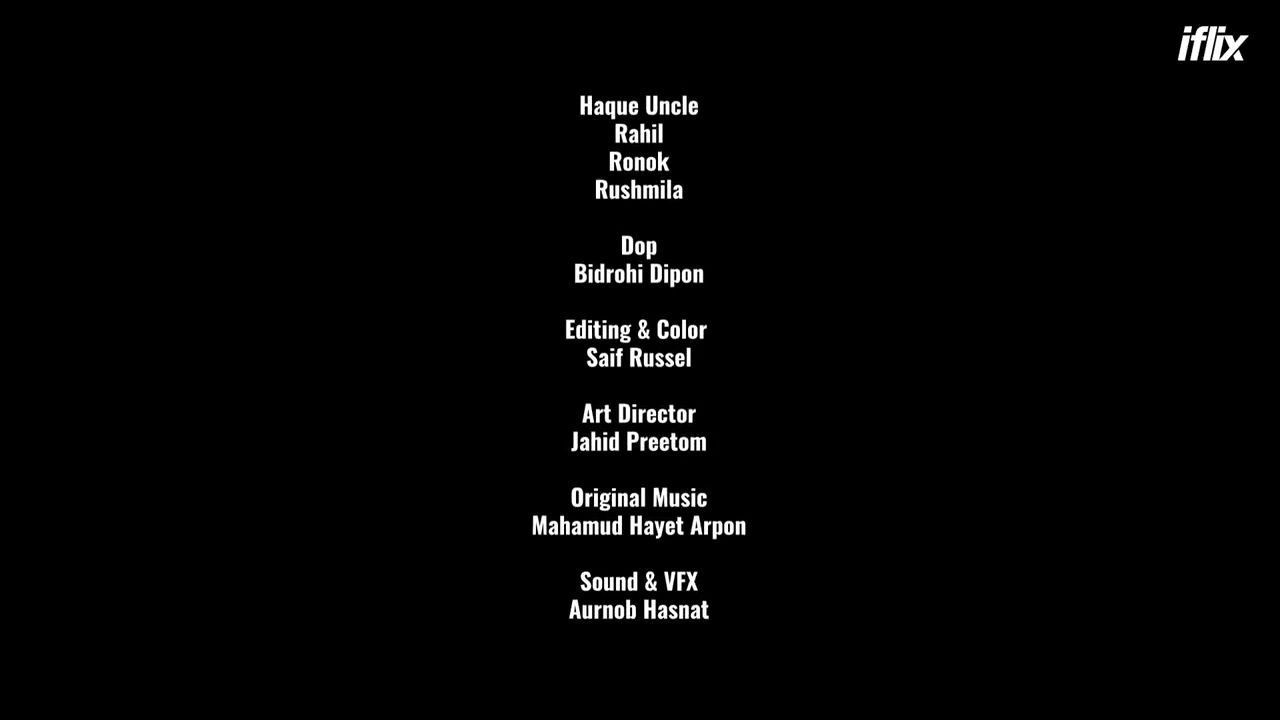 iflix
Haque Uncle
Rahil
Ronok
Rushmila
Dop
Bidrohi Dipon
Editing & Color
Saif Russel
Art Director
Jahid Preetom
Original Music
Mahamud Hayet Arpon
Sound & VFX
Aurnob Hasnat